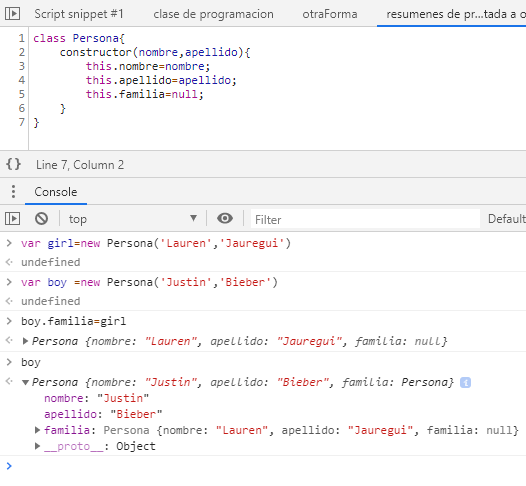 Script snippet #1 clase de programacion otraForma resumenes de pr...tada a o
1 class Persona{
2 constructor(nombre,apellido){
3 this.nombre=nombre;
4 this.apellido=apellido;
5 this.familia=null;
6 }
7 }
{} Line 7, Column 2
Console
top ▼ Filter Default
> var girl=new Persona('Lauren','Jauregui')
undefined
> var boy =new Persona('Justin','Bieber')
undefined
> boy.familia=girl
▶Persona {nombre: "Lauren", apellido: "Jauregui", familia: null}
> boy
▼Persona {nombre: "Justin", apellido: "Bieber", familia: Persona} i
nombre: "Justin"
apellido: "Bieber"
▶familia: Persona {nombre: "Lauren", apellido: "Jauregui", familia: null}
▶__proto__: Object
>